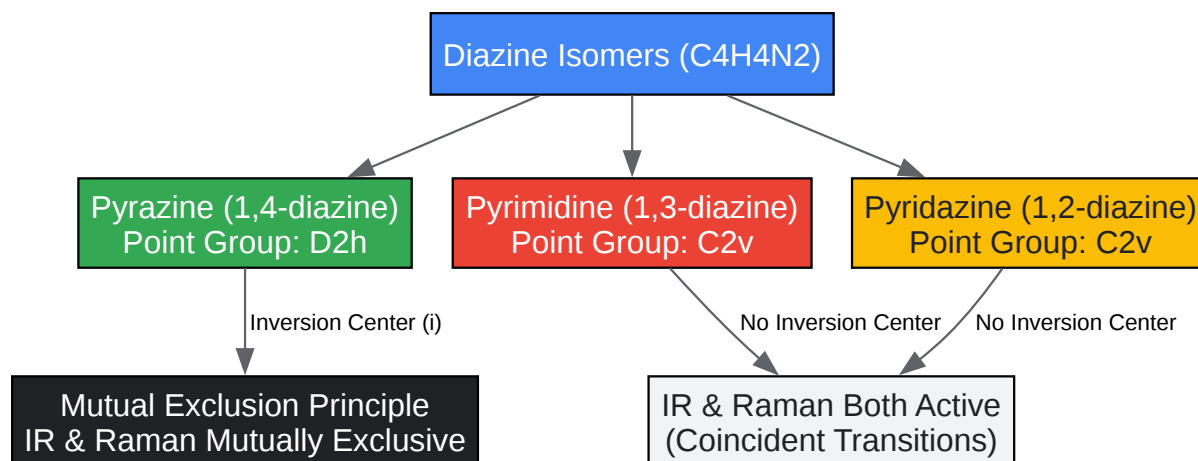 Diazine Isomers (C4H4N2)
Pyrazine (1,4-diazine)
Point Group: D2h
Pyrimidine (1,3-diazine)
Point Group: C2v
Pyridazine (1,2-diazine)
Point Group: C2v
Inversion Center (i)
No Inversion Center
No Inversion Center
Mutual Exclusion Principle
IR & Raman Mutually Exclusive
IR & Raman Both Active
(Coincident Transitions)